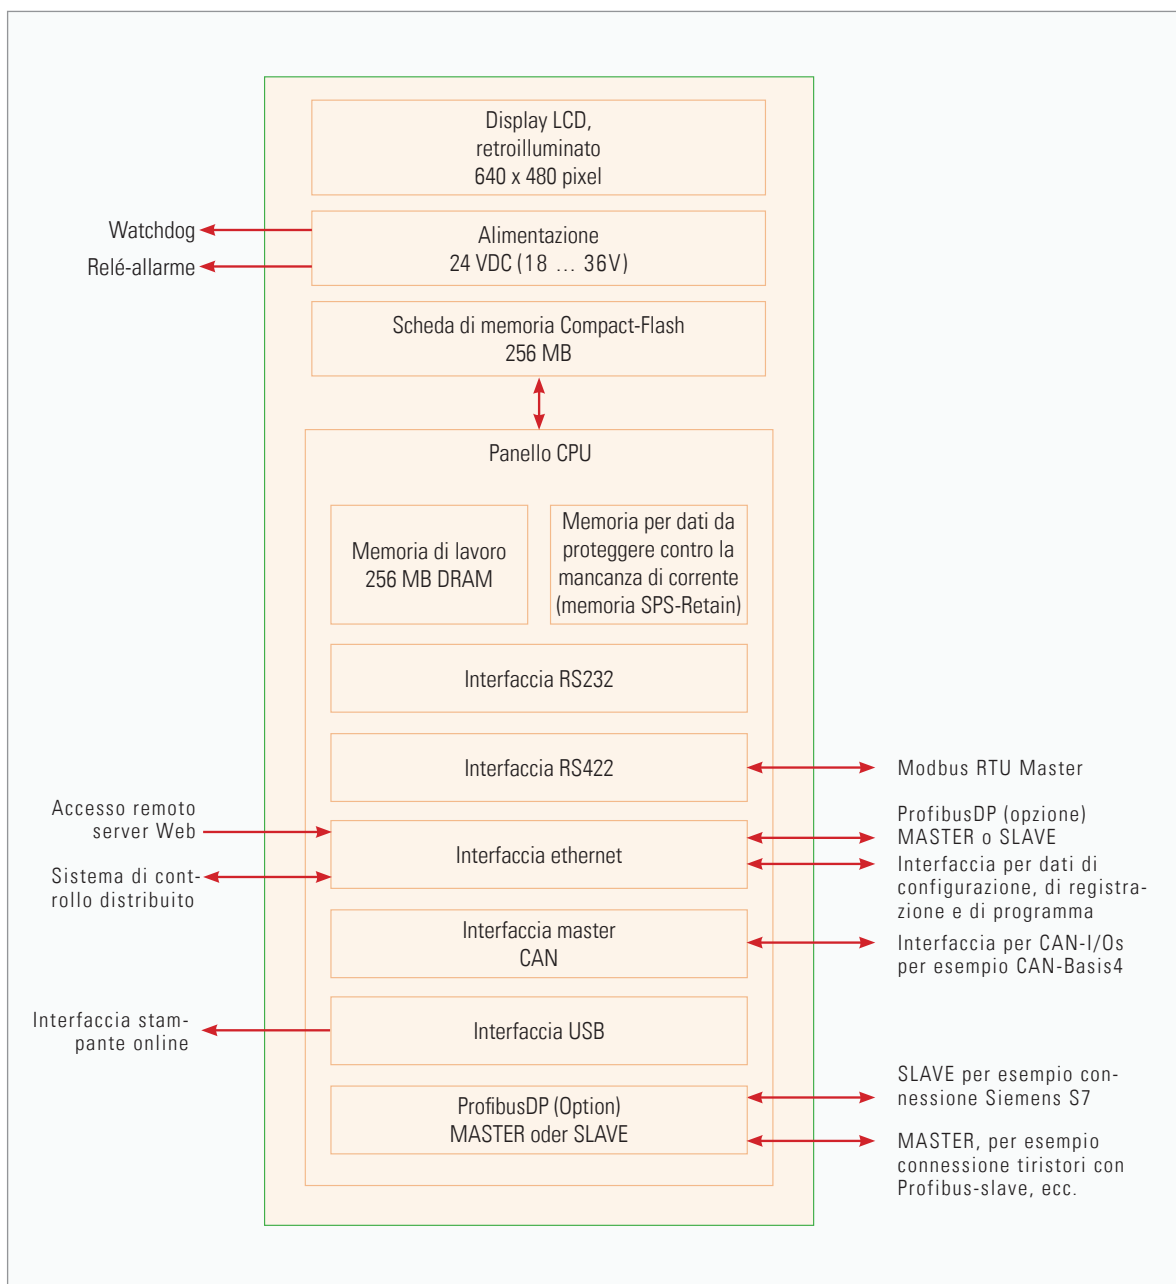 Display LCD,
retroilluminato
640 x 480 pixel
Watchdog
Relé-allarme
Alimentazione
24 VDC (18 ... 36V)
Scheda di memoria Compact-Flash
256 MB
Panello CPU
Memoria di lavoro
256 MB DRAM
Memoria per dati da
proteggere contro la
mancanza di corrente
(memoria SPS-Retain)
Interfaccia RS232
Interfaccia RS422
Modbus RTU Master
Accesso remoto
server Web
Sistema di cont-
rollo distribuito
Interfaccia ethernet
ProfibusDP (opzione)
MASTER o SLAVE
Interfaccia per dati di
configurazione, di registra-
zione e di programma
Interfaccia master
CAN
Interfaccia per CAN-I/Os
per esempio CAN-Basis4
Interfaccia stam-
pante online
Interfaccia USB
ProfibusDP (Option)
MASTER oder SLAVE
SLAVE per esempio con-
nessione Siemens S7
MASTER, per esempio
connessione tiristori con
Profibus-slave, ecc.